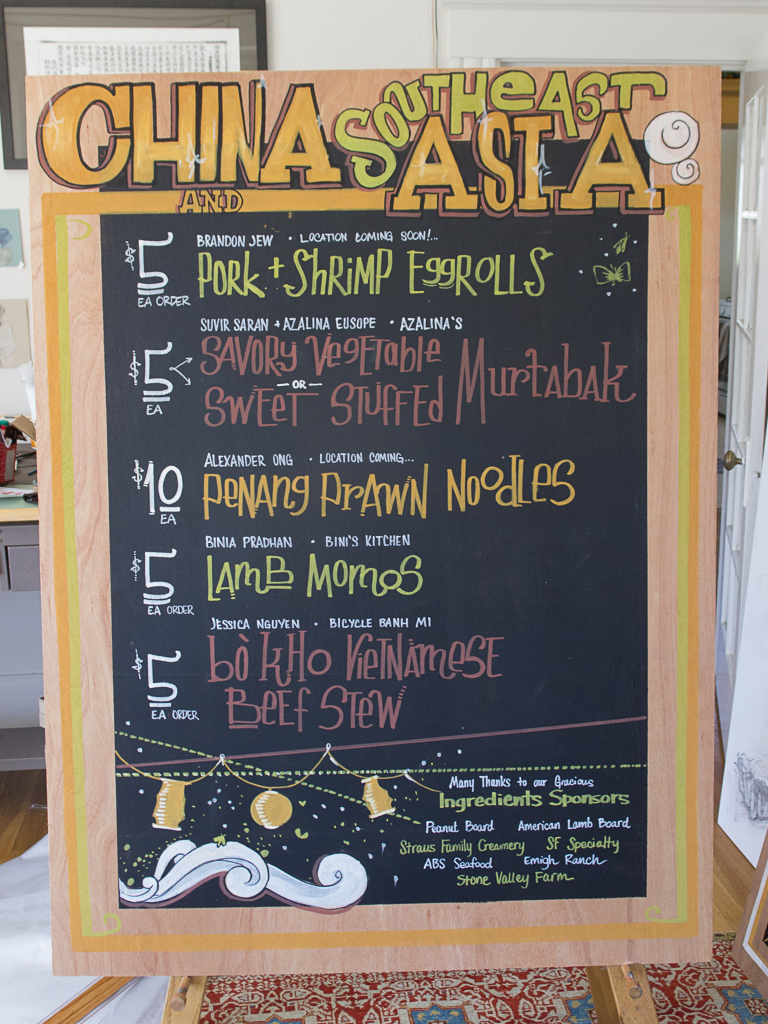 CHINA
AND
SOUTHEAST
ASIA
$5 EA ORDER
BRANDON JEW • LOCATION COMING SOON!...
PORK + SHRIMP EGGROLLS
$5 EA
SUVIR SARAN + AZALINA EUSOPE • AZALINA'S
SAVORY VEGETABLE
— OR —
SWEET STUFFED
MURTABAK
$10 EA
ALEXANDER ONG • LOCATION COMING...
PENANG PRAWN NOODLES
$5 EA ORDER
BINIA PRADHAN • BINI'S KITCHEN
LAMB MOMOS
$5 EA ORDER
JESSICA NGUYEN • BICYCLE BANH MI
bò kHo VIETNAMESE
BEEF STEW
Many Thanks to our Gracious
Ingredients Sponsors
Peanut Board American Lamb Board
Straus Family Creamery SF Specialty
ABS Seafood Emigh Ranch
Stone Valley Farm